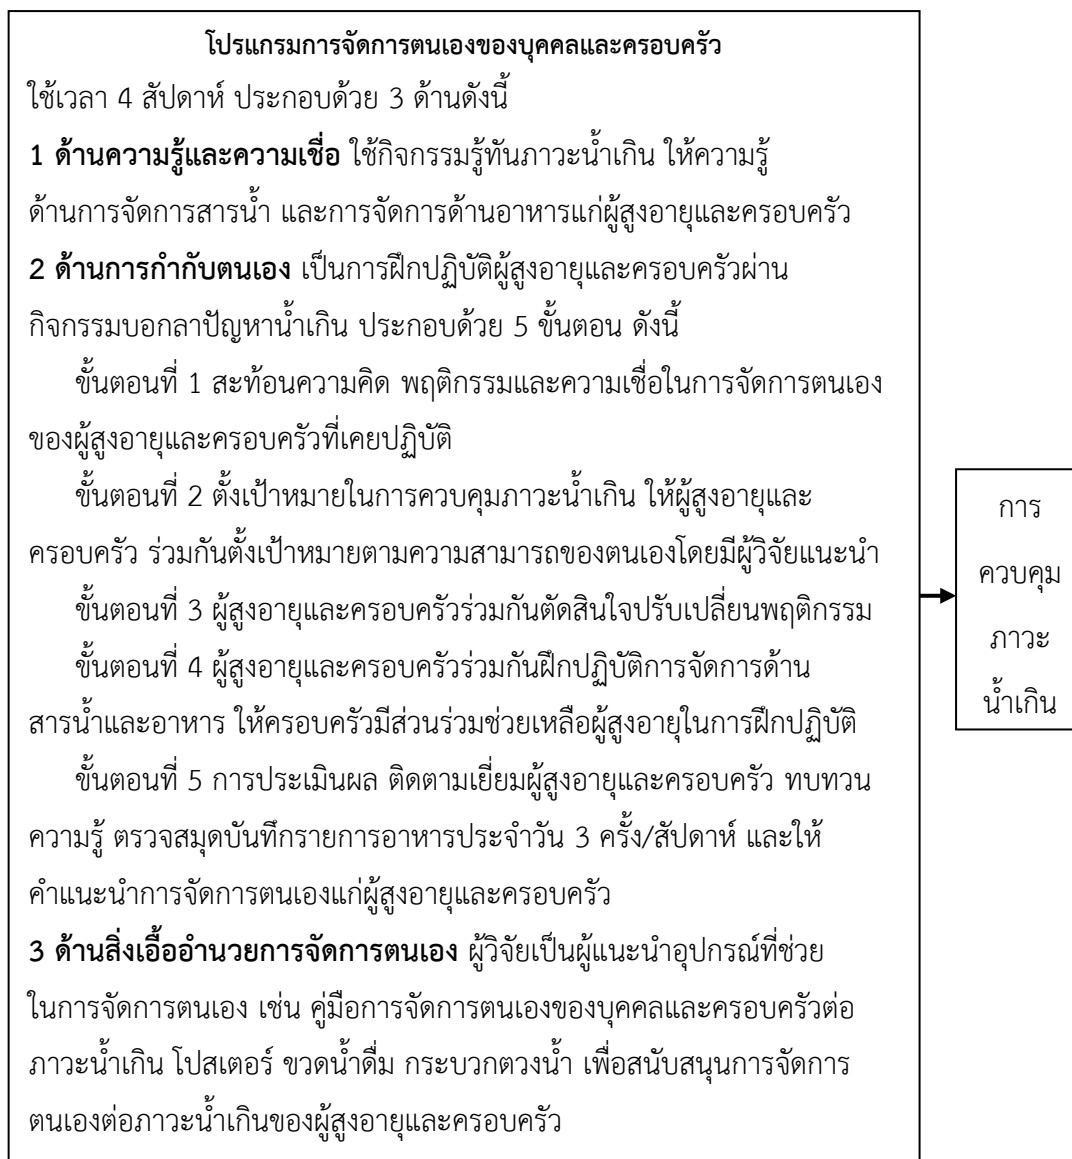 โปรแกรมการจัดการตนเองของบุคคลและครอบครัว
ใช้เวลา 4 สัปดาห์ ประกอบด้วย 3 ด้านดังนี้
1 ด้านความรู้และความเชื่อ ใช้กิจกรรมรู้ทันภาวะน้ำเกิน ให้ความรู้
ด้านการจัดการสารน้ำ และการจัดการด้านอาหารแก่ผู้สูงอายุและครอบครัว
2 ด้านการกำกับตนเอง เป็นการฝึกปฏิบัติผู้สูงอายุและครอบครัวผ่าน
กิจกรรมบอกลาปัญหาน้ำเกิน ประกอบด้วย 5 ขั้นตอน ดังนี้
ขั้นตอนที่ 1 สะท้อนความคิด พฤติกรรมและความเชื่อในการจัดการตนเอง
ของผู้สูงอายุและครอบครัวที่เคยปฏิบัติ
ขั้นตอนที่ 2 ตั้งเป้าหมายในการควบคุมภาวะน้ำเกิน ให้ผู้สูงอายุและ
ครอบครัว ร่วมกันตั้งเป้าหมายตามความสามารถของตนเองโดยมีผู้วิจัยแนะนำ
ขั้นตอนที่ 3 ผู้สูงอายุและครอบครัวร่วมกันตัดสินใจปรับเปลี่ยนพฤติกรรม
ขั้นตอนที่ 4 ผู้สูงอายุและครอบครัวร่วมกันฝึกปฏิบัติการจัดการด้าน
สารน้ำและอาหาร ให้ครอบครัวมีส่วนร่วมช่วยเหลือผู้สูงอายุในการฝึกปฏิบัติ
ขั้นตอนที่ 5 การประเมินผล ติดตามเยี่ยมผู้สูงอายุและครอบครัว ทบทวน
ความรู้ ตรวจสมุดบันทึกรายการอาหารประจำวัน 3 ครั้ง/สัปดาห์ และให้
คำแนะนำการจัดการตนเองแก่ผู้สูงอายุและครอบครัว
3 ด้านสิ่งเอื้ออำนวยการจัดการตนเอง ผู้วิจัยเป็นผู้แนะนำอุปกรณ์ที่ช่วย
ในการจัดการตนเอง เช่น คู่มือการจัดการตนเองของบุคคลและครอบครัวต่อ
ภาวะน้ำเกิน โปสเตอร์ ขวดน้ำดื่ม กระบวกตวงน้ำ เพื่อสนับสนุนการจัดการ
ตนเองต่อภาวะน้ำเกินของผู้สูงอายุและครอบครัว
การ
ควบคุม
ภาวะ
น้ำเกิน